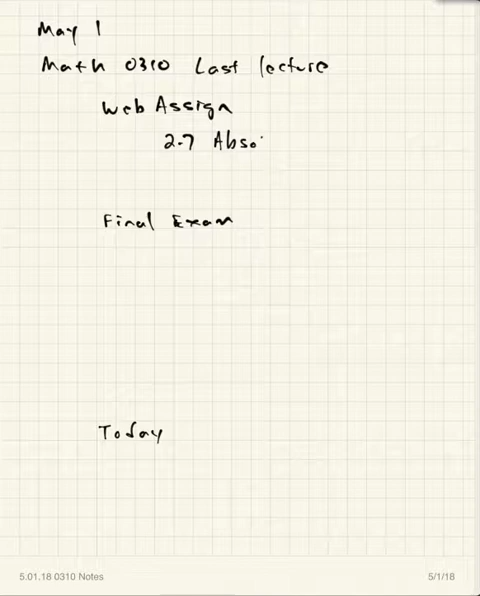 May 1
Math 0310 Last lecture
Web Assign
2.7 Abso
Final Exam
Today
5.01.18 0310 Notes
5/1/18